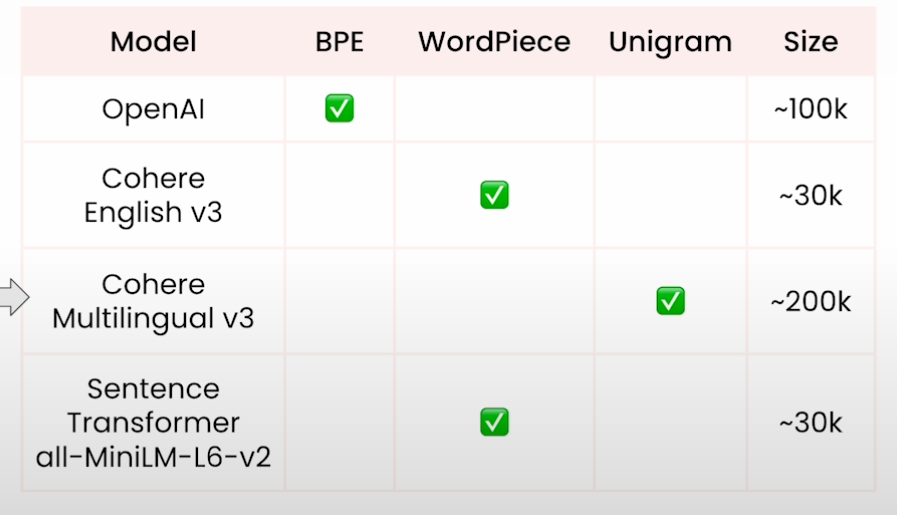 Model BPE WordPiece Unigram Size
OpenAI ✅ ~100k
Cohere
English v3 ✅ ~30k
Cohere
Multilingual v3 ✅ ~200k
Sentence
Transformer
all-MiniLM-L6-v2 ✅ ~30k